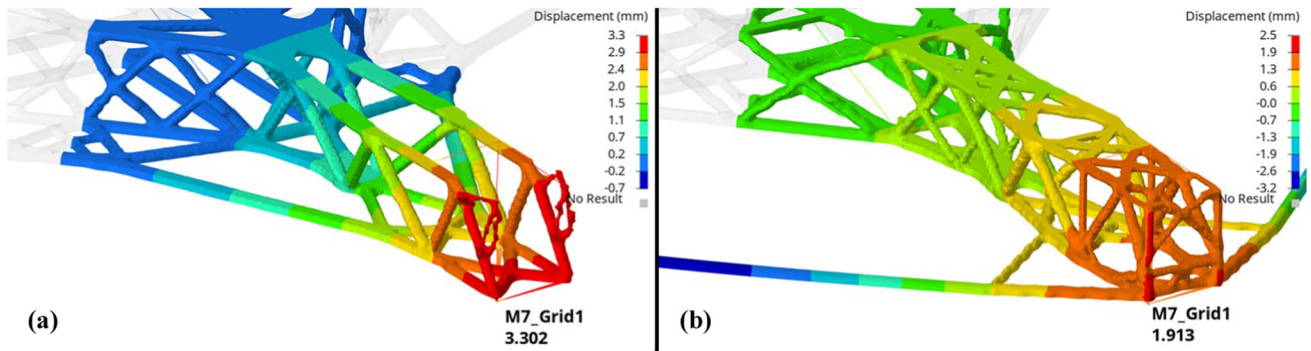 Displacement (mm)
3.3
2.9
2.4
2.0
1.5
1.1
0.7
0.2
-0.7
No Result
M7_Grid1
3.302
(a)
Displacement (mm)
2.5
1.9
1.3
0.6
-0.0
-0.7
-1.3
-1.9
-2.6
-3.2
No Result
M7_Grid1
1.913
(b)